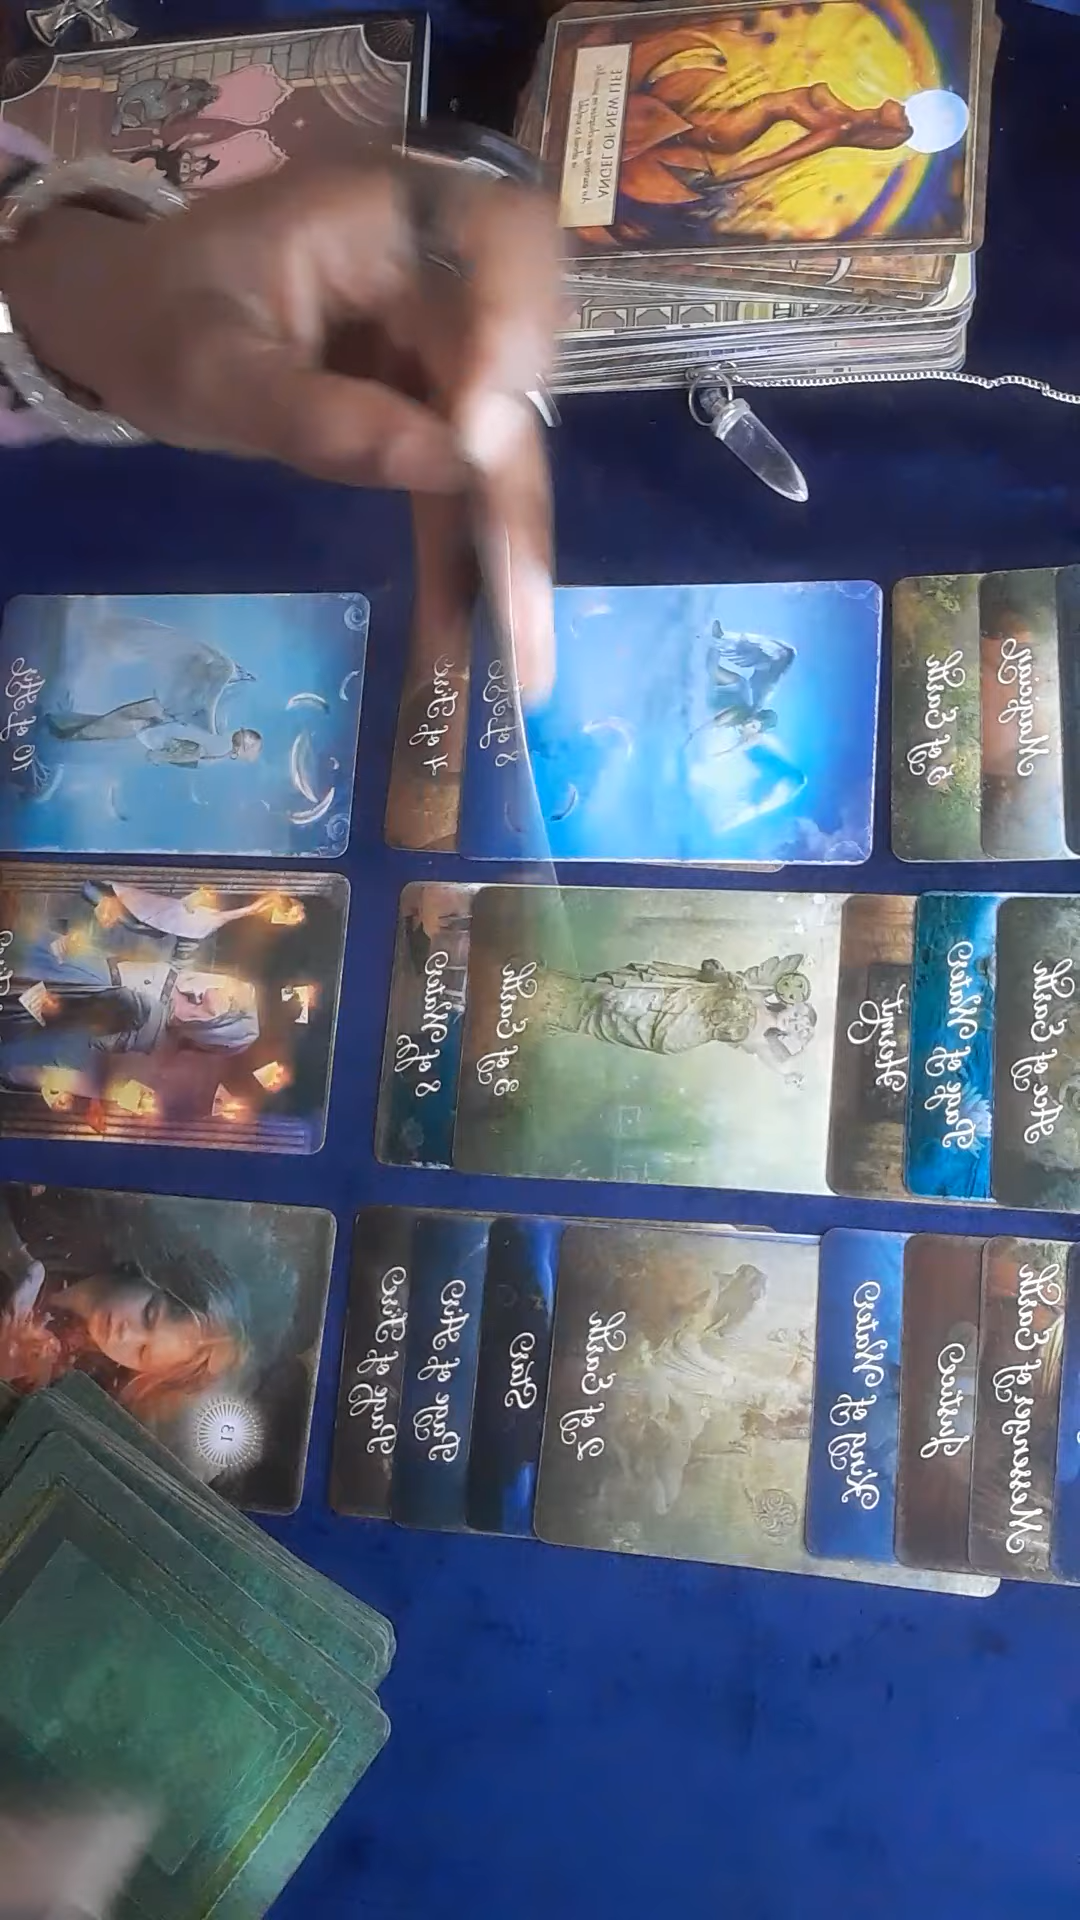 ANGEL OF NEW LIFE
10 of Air
4 of Fire
8 of Air
5 of Earth
Magician
8 of Water
3 of Earth
Hermit
Page of Water
Ace of Earth
13
Page of Fire
Page of Air
Star
2 of Earth
King of Water
Justice
Messenger of Earth